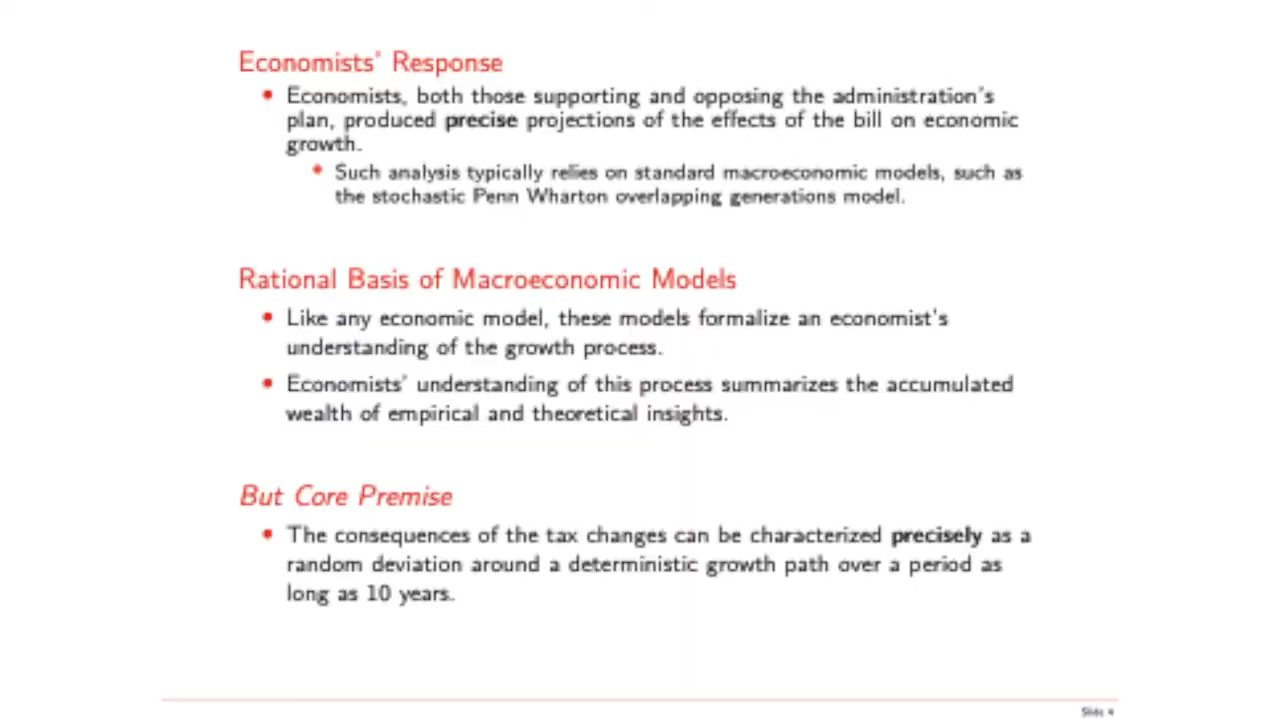 Economists' Response
• Economists, both those supporting and opposing the administration's
plan, produced precise projections of the effects of the bill on economic
growth.
• Such analysis typically relies on standard macroeconomic models, such as
the stochastic Penn Wharton overlapping generations model.
Rational Basis of Macroeconomic Models
• Like any economic model, these models formalize an economist's
understanding of the growth process.
• Economists' understanding of this process summarizes the accumulated
wealth of empirical and theoretical insights.
But Core Premise
• The consequences of the tax changes can be characterized precisely as a
random deviation around a deterministic growth path over a period as
long as 10 years.
Slide 4